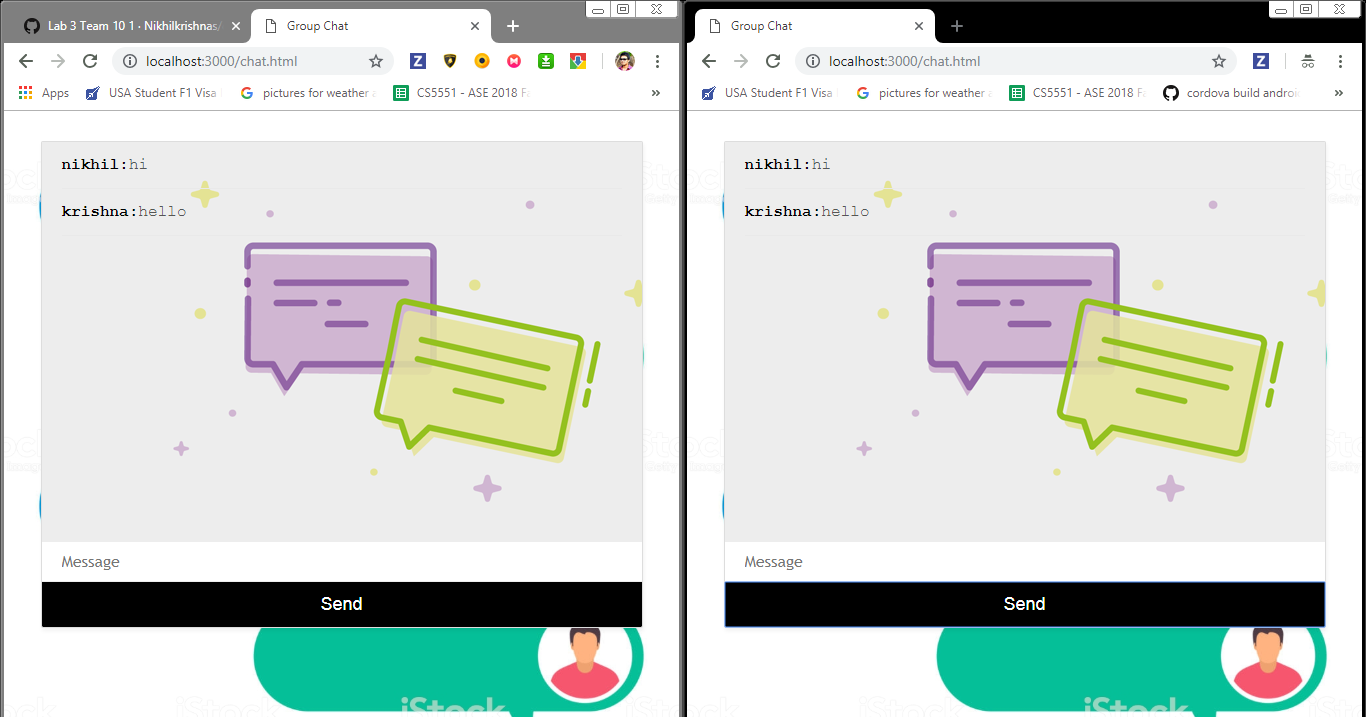 Lab 3 Team 10 1 · Nikhilkrishnas/
Group Chat
localhost:3000/chat.html
Apps
USA Student F1 Visa
pictures for weather a
CS5551 - ASE 2018 Fa
»
nikhil:hi
krishna:hello
Message
Send
iStock
Group Chat
localhost:3000/chat.html
USA Student F1 Visa
pictures for weather a
CS5551 - ASE 2018 Fa
cordova build androi
»
nikhil:hi
krishna:hello
Message
Send
iStock